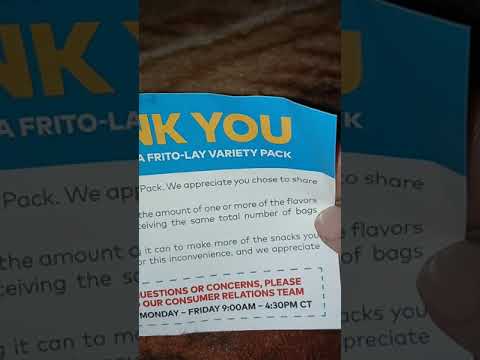 NK YOU
A FRITO-LAY VARIETY PACK
Pack. We appreciate you chose to share
the amount of one or more of the flavors
ceiving the same total number of bags
g it can to make more of the snacks you
or this inconvenience, and we appreciate
QUESTIONS OR CONCERNS, PLEASE
OUR CONSUMER RELATIONS TEAM
MONDAY – FRIDAY 9:00AM – 4:30PM CT